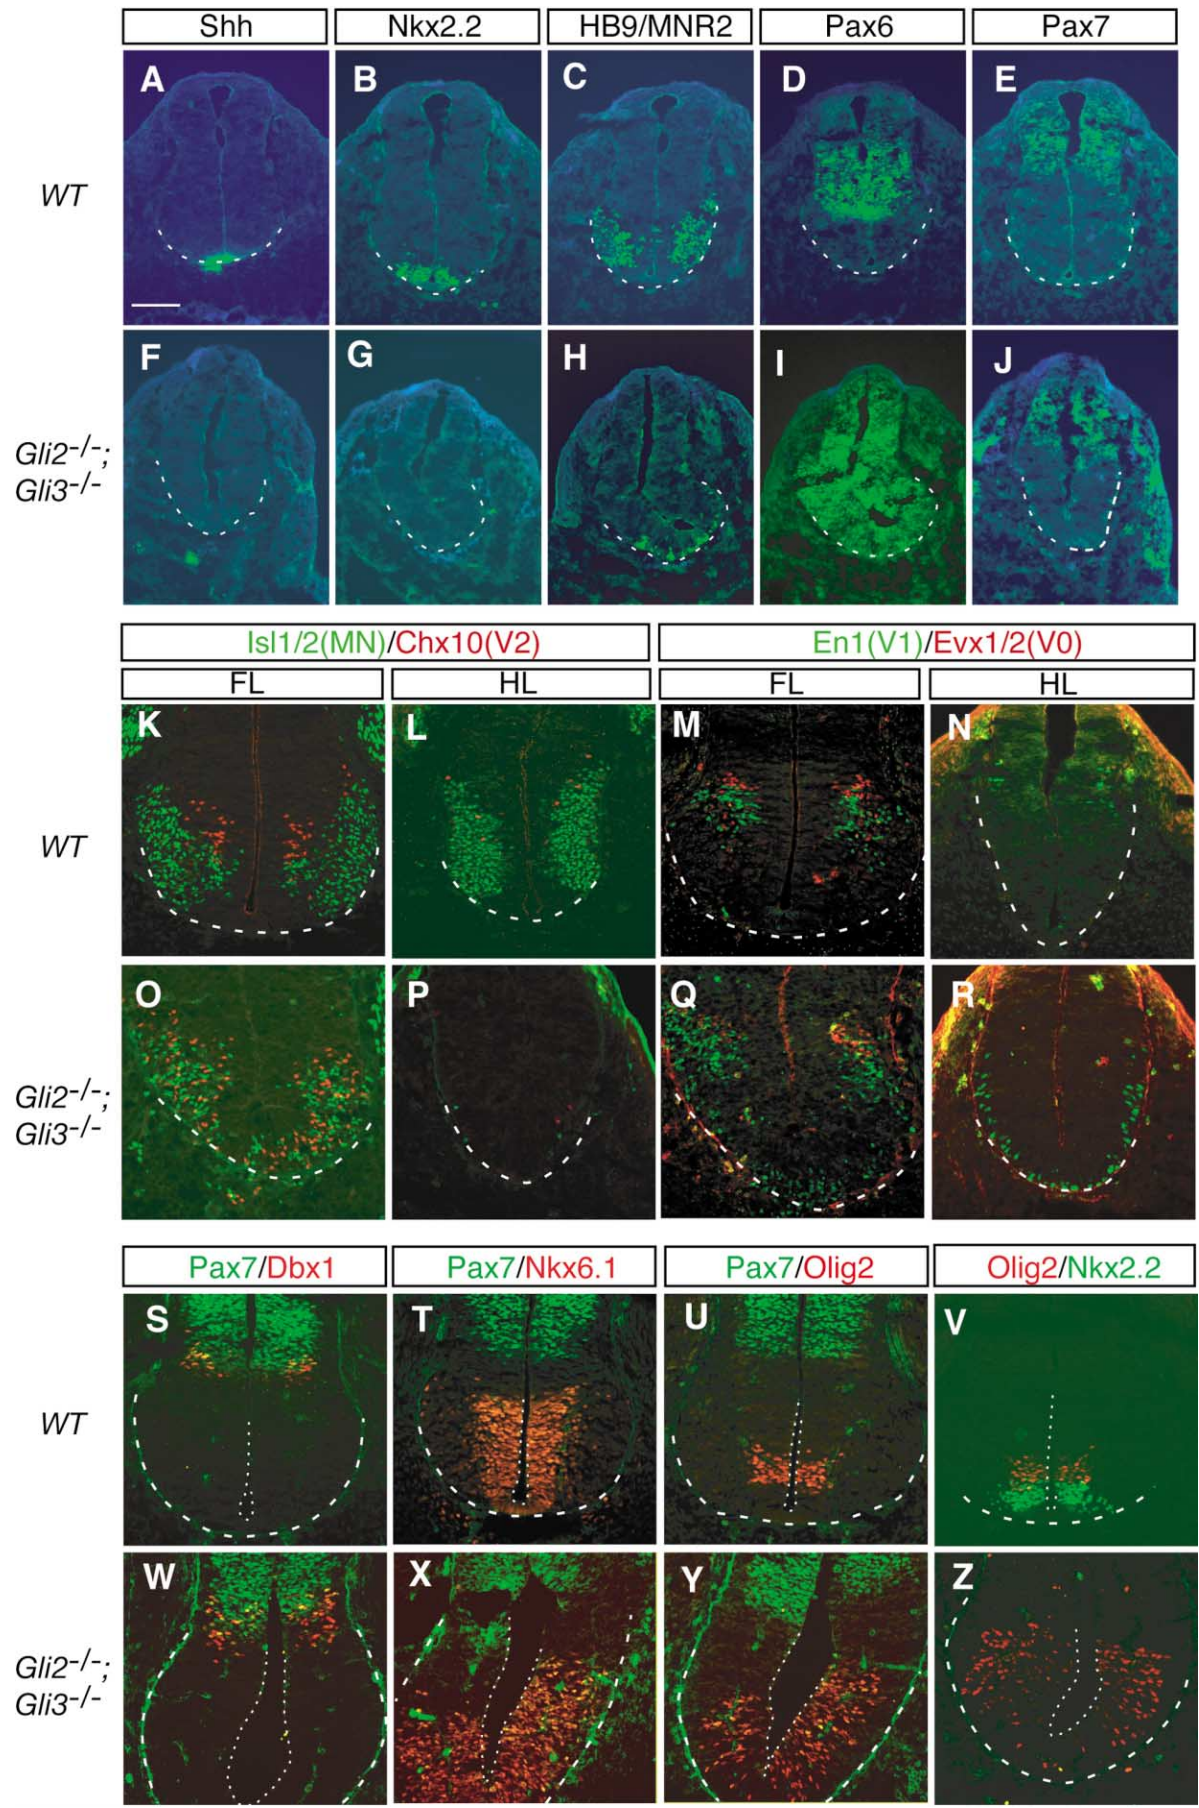 Shh Nkx2.2 HB9/MNR2 Pax6 Pax7
A B C D E
WT
F G H I J
Gli2-/-;
Gli3-/-
Isl1/2(MN)/Chx10(V2) En1(V1)/Evx1/2(V0)
FL HL FL HL
K L M N
WT
O P Q R
Gli2-/-;
Gli3-/-
Pax7/Dbx1 Pax7/Nkx6.1 Pax7/Olig2 Olig2/Nkx2.2
S T U V
WT
W X Y Z
Gli2-/-;
Gli3-/-